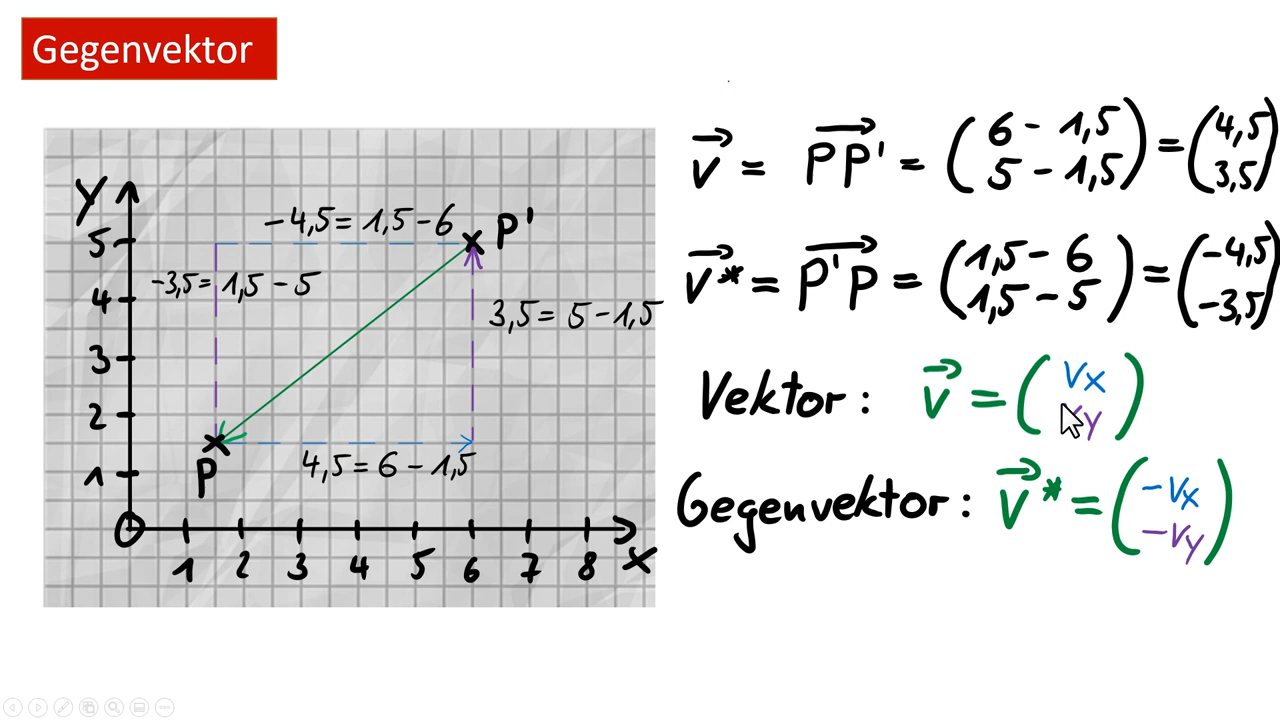 Gegenvektor
Y
-4,5 = 1,5 - 6
P'
5
-3,5 = 1,5 - 5
4
3,5 = 5 - 1,5
3
2
1
P
4,5 = 6 - 1,5
0
1 2 3 4 5 6 7 8 X
v⃗ = PP'⃗ = (6 - 1,5 / 5 - 1,5) = (4,5 / 3,5)
v⃗* = P'P⃗ = (1,5 - 6 / 1,5 - 5) = (-4,5 / -3,5)
Vektor: v⃗ = (vx / vy)
Gegenvektor: v⃗* = (-vx / -vy)